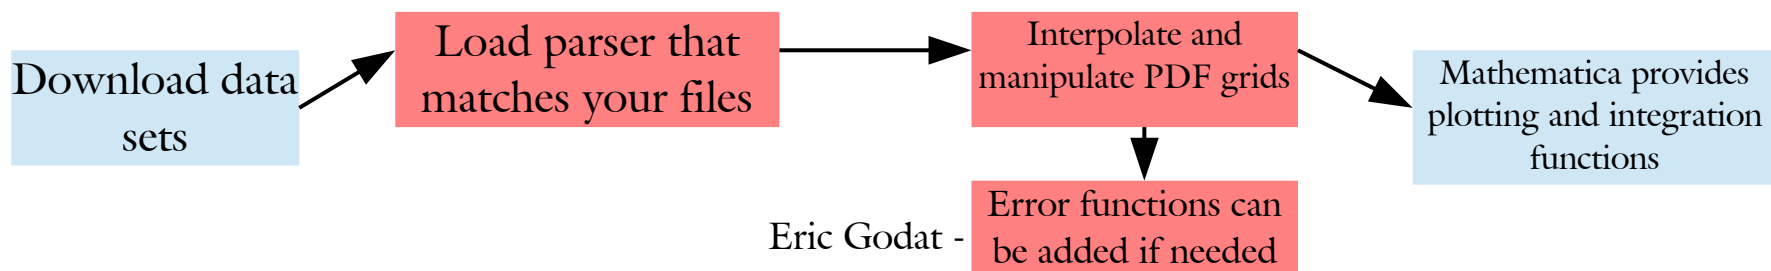 Download data
sets
Load parser that
matches your files
Interpolate and
manipulate PDF grids
Mathematica provides
plotting and integration
functions
Eric Godat -
Error functions can
be added if needed